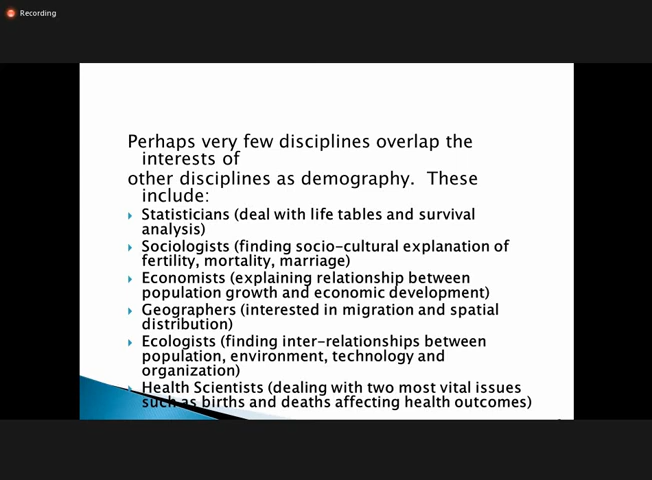 Recording
Perhaps very few disciplines overlap the
interests of
other disciplines as demography. These
include:
Statisticians (deal with life tables and survival
analysis)
Sociologists (finding socio-cultural explanation of
fertility, mortality, marriage)
Economists (explaining relationship between
population growth and economic development)
Geographers (interested in migration and spatial
distribution)
Ecologists (finding inter-relationships between
population, environment, technology and
organization)
Health Scientists (dealing with two most vital issues
such as births and deaths affecting health outcomes)